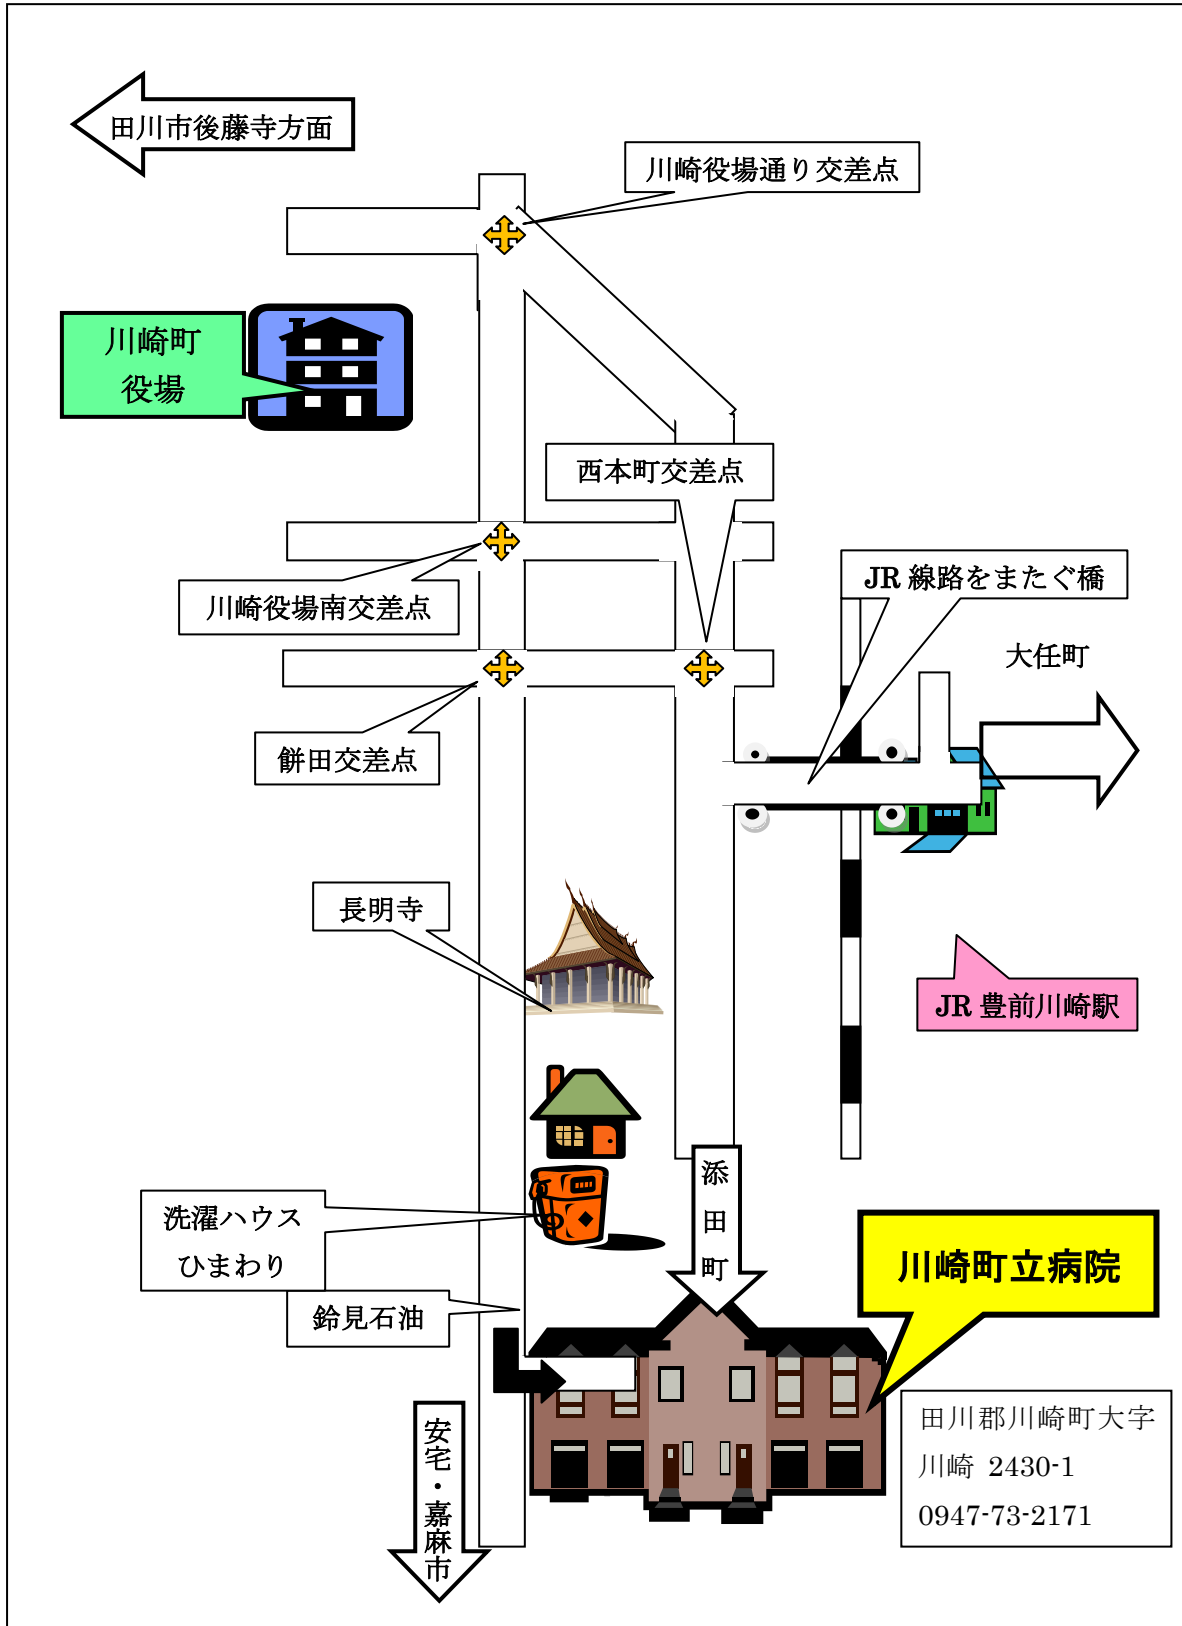 田川市後藤寺方面
川崎役場通り交差点
川崎町
役場
西本町交差点
JR 線路をまたぐ橋
川崎役場南交差点
大任町
餅田交差点
長明寺
JR 豊前川崎駅
添田町
洗濯ハウス
ひまわり
川崎町立病院
鈴見石油
田川郡川崎町大字
川崎 2430-1
0947-73-2171
安宅・嘉麻市